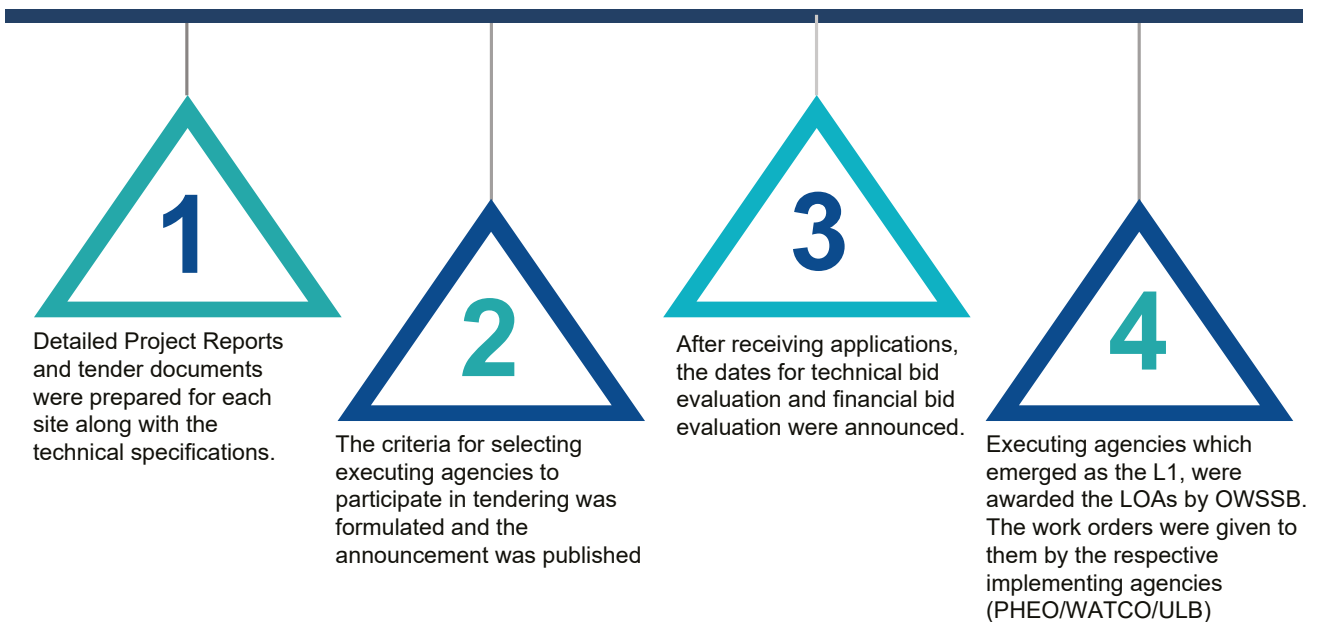 1
Detailed Project Reports
and tender documents
were prepared for each
site along with the
technical specifications.
2
The criteria for selecting
executing agencies to
participate in tendering was
formulated and the
announcement was published
3
After receiving applications,
the dates for technical bid
evaluation and financial bid
evaluation were announced.
4
Executing agencies which
emerged as the L1, were
awarded the LOAs by OWSSB.
The work orders were given to
them by the respective
implementing agencies
(PHEO/WATCO/ULB)